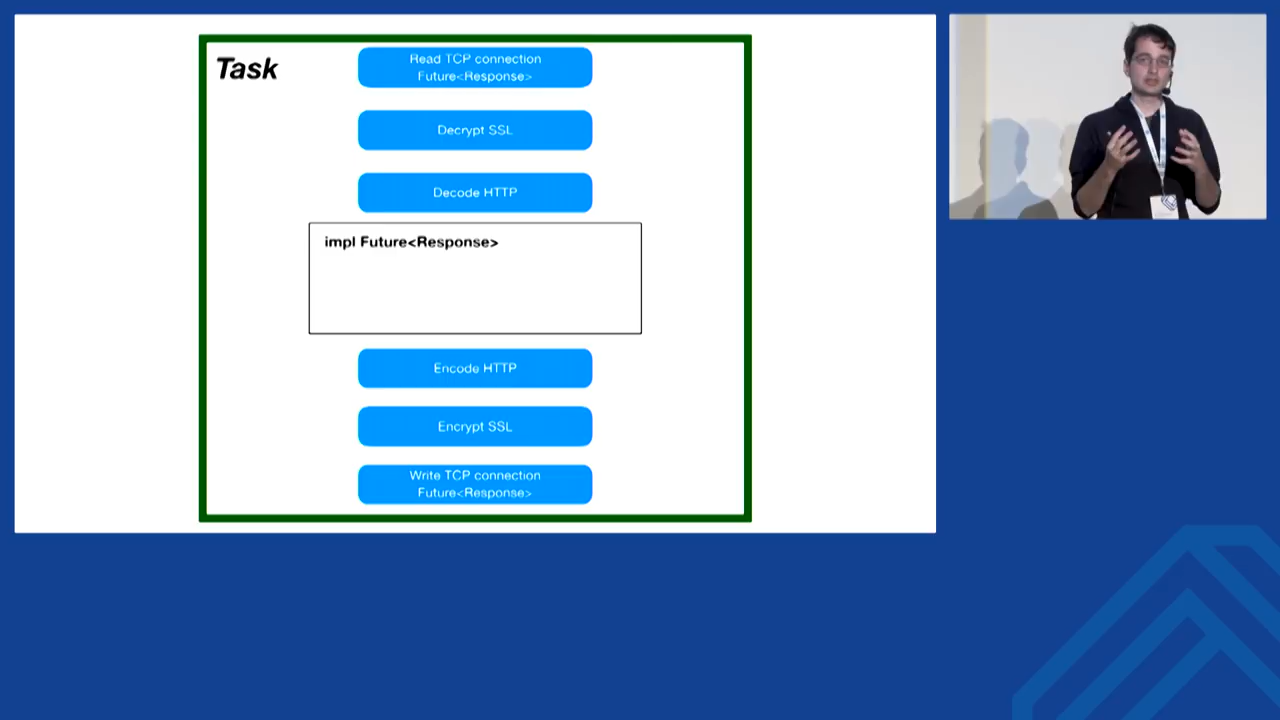 Task
Read TCP connection
Future<Response>
Decrypt SSL
Decode HTTP
impl Future<Response>
Encode HTTP
Encrypt SSL
Write TCP connection
Future<Response>